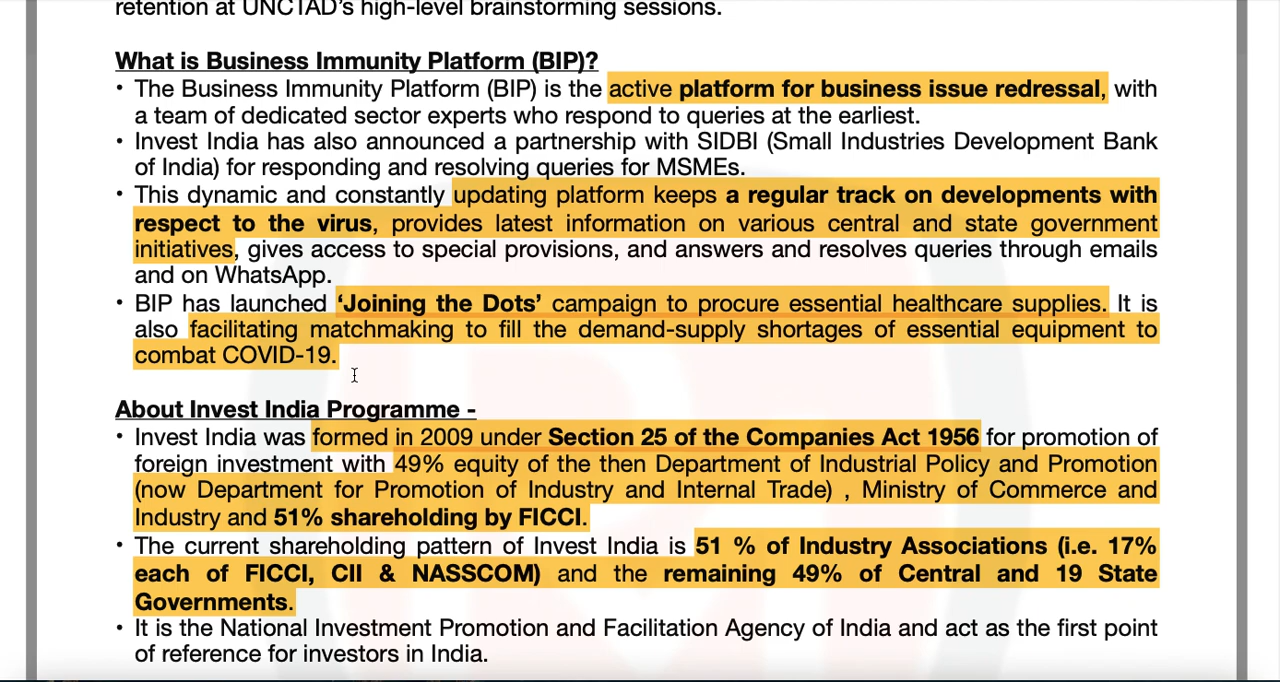 retention at UNCTAD's high-level brainstorming sessions.
What is Business Immunity Platform (BIP)?
• The Business Immunity Platform (BIP) is the active platform for business issue redressal, with
a team of dedicated sector experts who respond to queries at the earliest.
• Invest India has also announced a partnership with SIDBI (Small Industries Development Bank
of India) for responding and resolving queries for MSMEs.
• This dynamic and constantly updating platform keeps a regular track on developments with
respect to the virus, provides latest information on various central and state government
initiatives, gives access to special provisions, and answers and resolves queries through emails
and on WhatsApp.
• BIP has launched ‘Joining the Dots’ campaign to procure essential healthcare supplies. It is
also facilitating matchmaking to fill the demand-supply shortages of essential equipment to
combat COVID-19.
About Invest India Programme -
• Invest India was formed in 2009 under Section 25 of the Companies Act 1956 for promotion of
foreign investment with 49% equity of the then Department of Industrial Policy and Promotion
(now Department for Promotion of Industry and Internal Trade) , Ministry of Commerce and
Industry and 51% shareholding by FICCI.
• The current shareholding pattern of Invest India is 51 % of Industry Associations (i.e. 17%
each of FICCI, CII & NASSCOM) and the remaining 49% of Central and 19 State
Governments.
• It is the National Investment Promotion and Facilitation Agency of India and act as the first point
of reference for investors in India.